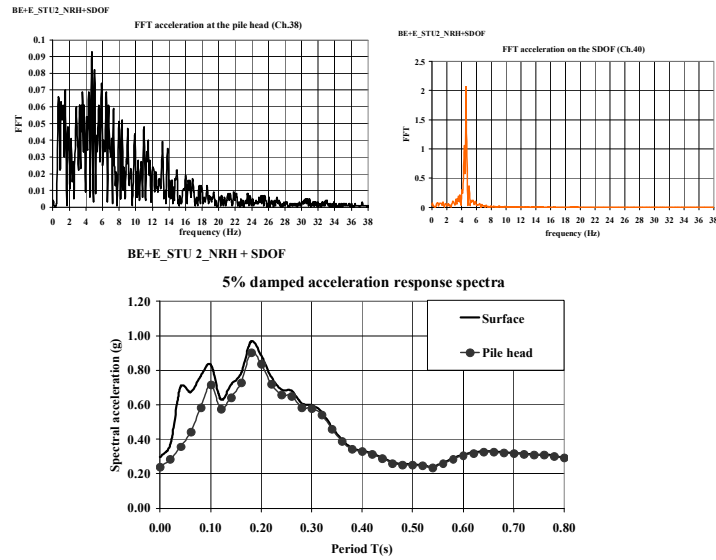 BE+E_STU2_NRH+SDOF
FFT acceleration at the pile head (Ch.38)
0.1
0.09
0.08
0.07
0.06
0.05
0.04
0.03
0.02
0.01
0
FFT
0 2 4 6 8 10 12 14 16 18 20 22 24 26 28 30 32 34 36 38
frequency (Hz)
BE+E_STU2_NRH+SDOF
FFT acceleration on the SDOF (Ch.40)
2.5
2
1.5
1
0.5
0
FFT
0 2 4 6 8 10 12 14 16 18 20 22 24 26 28 30 32 34 36 38
frequency (Hz)
BE+E_STU 2_NRH + SDOF
5% damped acceleration response spectra
1.20
1.00
0.80
0.60
0.40
0.20
0.00
Spectral acceleration (g)
Surface
Pile head
0.00 0.10 0.20 0.30 0.40 0.50 0.60 0.70 0.80
Period T(s)